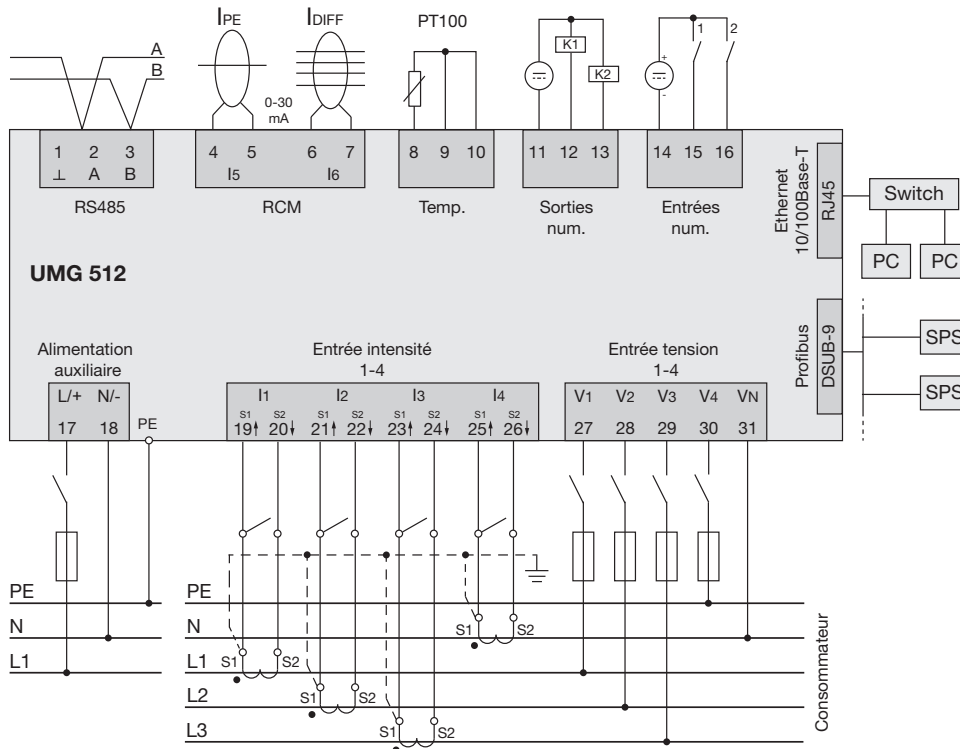 IPE IDIFF PT100
A
B
0-30
mA
K1
K2
+
-
1 2
1 2 3
⊥ A B
RS485
4 5 6 7
I5 I6
RCM
8 9 10
Temp.
11 12 13
Sorties
num.
14 15 16
Entrées
num.
Ethernet
10/100Base-T
RJ45
Switch
PC PC
UMG 512
Profibus
DSUB-9
SPS
SPS
Alimentation
auxiliaire
L/+ N/-
17 18
PE
Entrée intensité
1-4
I1 I2 I3 I4
S1 S2 S1 S2 S1 S2 S1 S2
19↑ 20↓ 21↑ 22↓ 23↑ 24↓ 25↑ 26↓
Entrée tension
1-4
V1 V2 V3 V4 VN
27 28 29 30 31
PE
N
L1
PE
N
L1
L2
L3
S1 S2
S1 S2
S1 S2
S1 S2
Consommateur